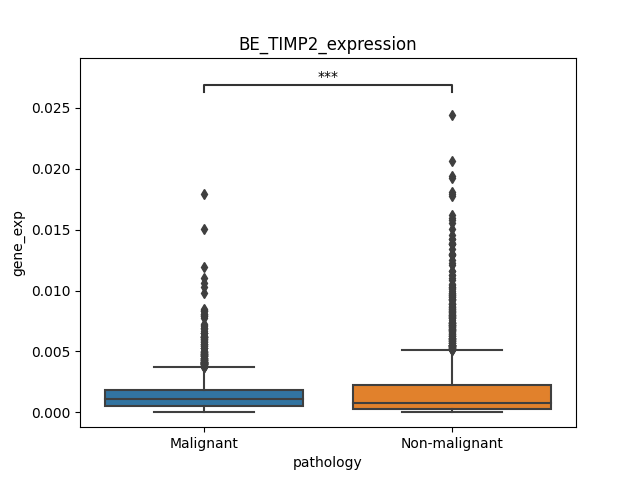 BE_TIMP2_expression
***
0.025
0.020
0.015
0.010
0.005
0.000
gene_exp
Malignant
Non-malignant
pathology